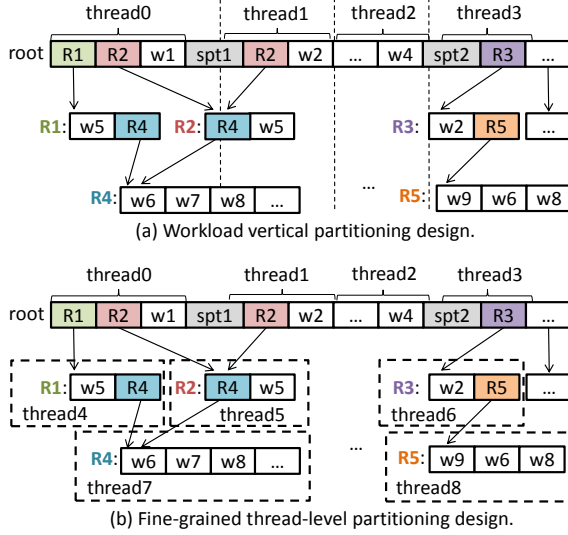 thread0 thread1 thread2 thread3
root R1 R2 w1 spt1 R2 w2 ... w4 spt2 R3 ...
R1: w5 R4 R2: R4 w5 R3: w2 R5 ...
R4: w6 w7 w8 ... ... R5: w9 w6 w8
(a) Workload vertical partitioning design.
thread0 thread1 thread2 thread3
root R1 R2 w1 spt1 R2 w2 ... w4 spt2 R3 ...
R1: w5 R4 R2: R4 w5 R3: w2 R5 ...
thread4 thread5 thread6
R4: w6 w7 w8 ... ... R5: w9 w6 w8
thread7 thread8
(b) Fine-grained thread-level partitioning design.